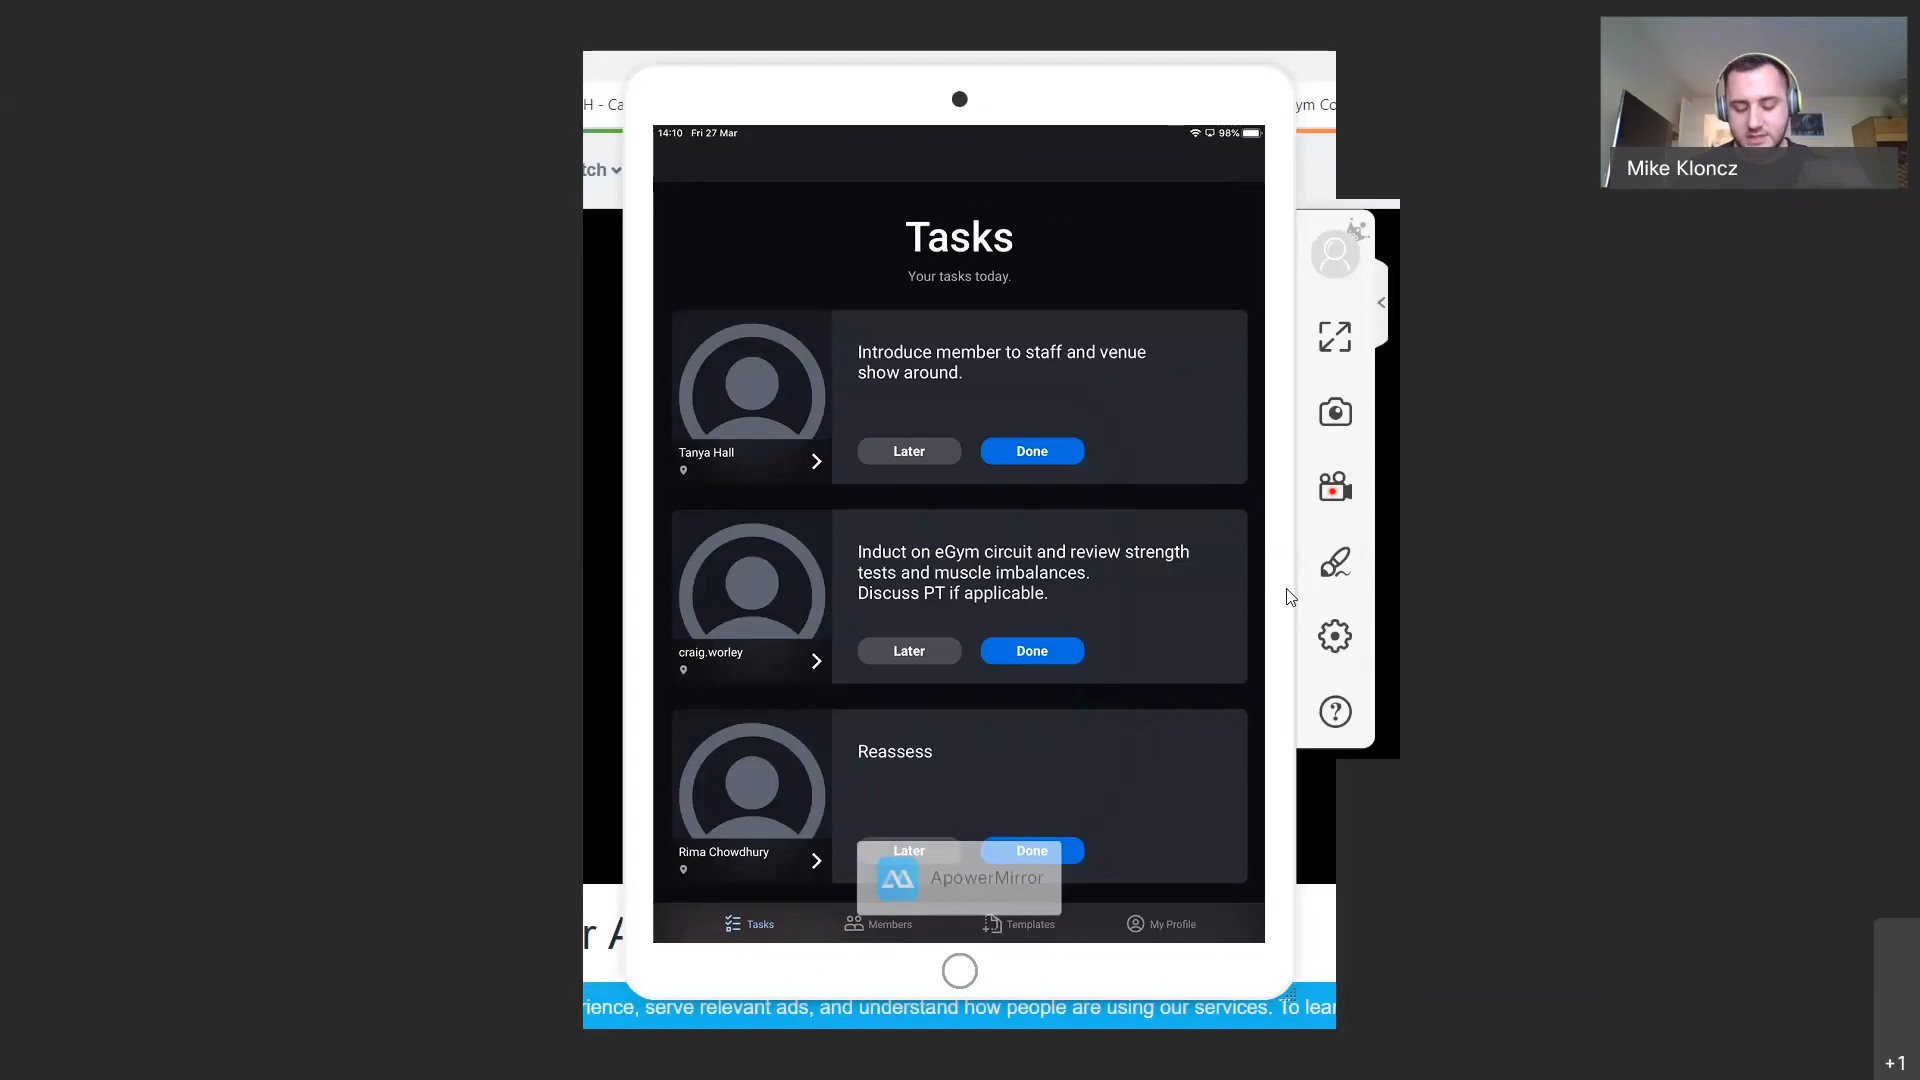 H - Ca
ym Co
tch
14:10 Fri 27 Mar
98%
Mike Kloncz
Tasks
Your tasks today.
Introduce member to staff and venue
show around.
Later Done
Tanya Hall
Induct on eGym circuit and review strength
tests and muscle imbalances.
Discuss PT if applicable.
Later Done
craig.worley
Reassess
Later Done
Rima Chowdhury
ApowerMirror
Tasks Members Templates My Profile
r A
rience, serve relevant ads, and understand how people are using our services. To lear
+1